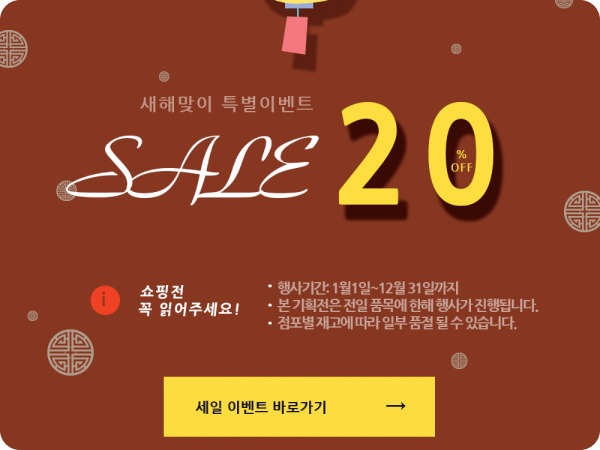 새해맞이 특별이벤트
SALE
20
%
OFF
i
쇼핑전
꼭 읽어주세요!
• 행사기간: 1월1일~12월 31일까지
• 본 기획전은 전일 품목에 한해 행사가 진행됩니다.
• 점포별 재고에 따라 일부 품절 될 수 있습니다.
세일 이벤트 바로가기 →